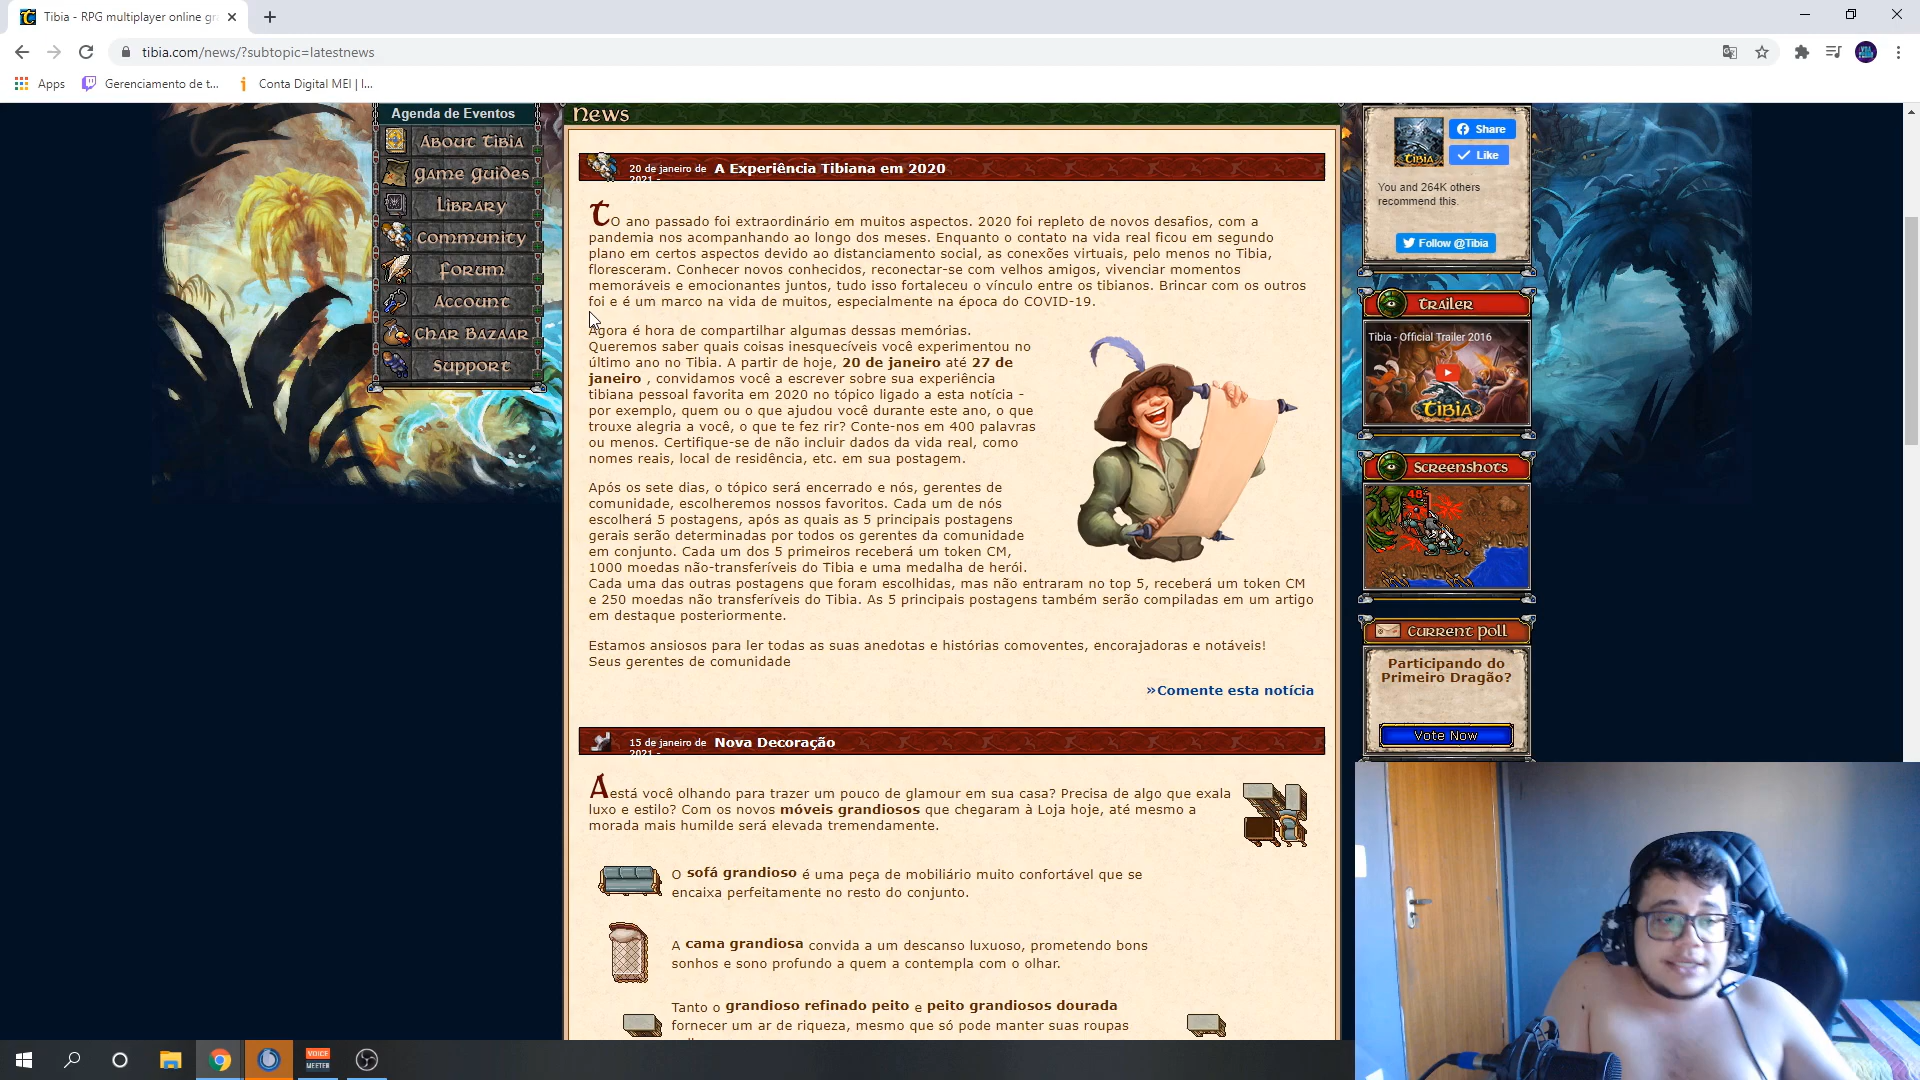 Tibia - RPG multiplayer online gr
tibia.com/news/?subtopic=latestnews
Apps
Gerenciamento de t...
Conta Digital MEI | I...
Agenda de Eventos
About Tibia
Game Guides
Library
Community
Forum
Account
Char Bazaar
Support
News
20 de janeiro de
2021 -
A Experiência Tibiana em 2020
O ano passado foi extraordinário em muitos aspectos. 2020 foi repleto de novos desafios, com a
pandemia nos acompanhando ao longo dos meses. Enquanto o contato na vida real ficou em segundo
plano em certos aspectos devido ao distanciamento social, as conexões virtuais, pelo menos no Tibia,
floresceram. Conhecer novos conhecidos, reconectar-se com velhos amigos, vivenciar momentos
memoráveis e emocionantes juntos, tudo isso fortaleceu o vínculo entre os tibianos. Brincar com os outros
foi e é um marco na vida de muitos, especialmente na época do COVID-19.
Agora é hora de compartilhar algumas dessas memórias.
Queremos saber quais coisas inesquecíveis você experimentou no
último ano no Tibia. A partir de hoje, 20 de janeiro até 27 de
janeiro , convidamos você a escrever sobre sua experiência
tibiana pessoal favorita em 2020 no tópico ligado a esta notícia -
por exemplo, quem ou o que ajudou você durante este ano, o que
trouxe alegria a você, o que te fez rir? Conte-nos em 400 palavras
ou menos. Certifique-se de não incluir dados da vida real, como
nomes reais, local de residência, etc. em sua postagem.
Após os sete dias, o tópico será encerrado e nós, gerentes de
comunidade, escolheremos nossos favoritos. Cada um de nós
escolherá 5 postagens, após as quais as 5 principais postagens
gerais serão determinadas por todos os gerentes da comunidade
em conjunto. Cada um dos 5 primeiros receberá um token CM,
1000 moedas não-transferíveis do Tibia e uma medalha de herói.
Cada uma das outras postagens que foram escolhidas, mas não entraram no top 5, receberá um token CM
e 250 moedas não transferíveis do Tibia. As 5 principais postagens também serão compiladas em um artigo
em destaque posteriormente.
Estamos ansiosos para ler todas as suas anedotas e histórias comoventes, encorajadoras e notáveis!
Seus gerentes de comunidade
»Comente esta notícia
15 de janeiro de
2021 -
Nova Decoração
A está você olhando para trazer um pouco de glamour em sua casa? Precisa de algo que exala
luxo e estilo? Com os novos móveis grandiosos que chegaram à Loja hoje, até mesmo a
morada mais humilde será elevada tremendamente.
O sofá grandioso é uma peça de mobiliário muito confortável que se
encaixa perfeitamente no resto do conjunto.
A cama grandiosa convida a um descanso luxuoso, prometendo bons
sonhos e sono profundo a quem a contempla com o olhar.
Tanto o grandioso refinado peito e peito grandiosos dourada
fornecer um ar de riqueza, mesmo que só pode manter suas roupas
TIBIA
Share
Like
You and 264K others
recommend this.
Follow @Tibia
Trailer
Tibia - Official Trailer 2016
TIBIA
Screenshots
48
Current Poll
Participando do
Primeiro Dragão?
Vote Now
VOICE
MEETER